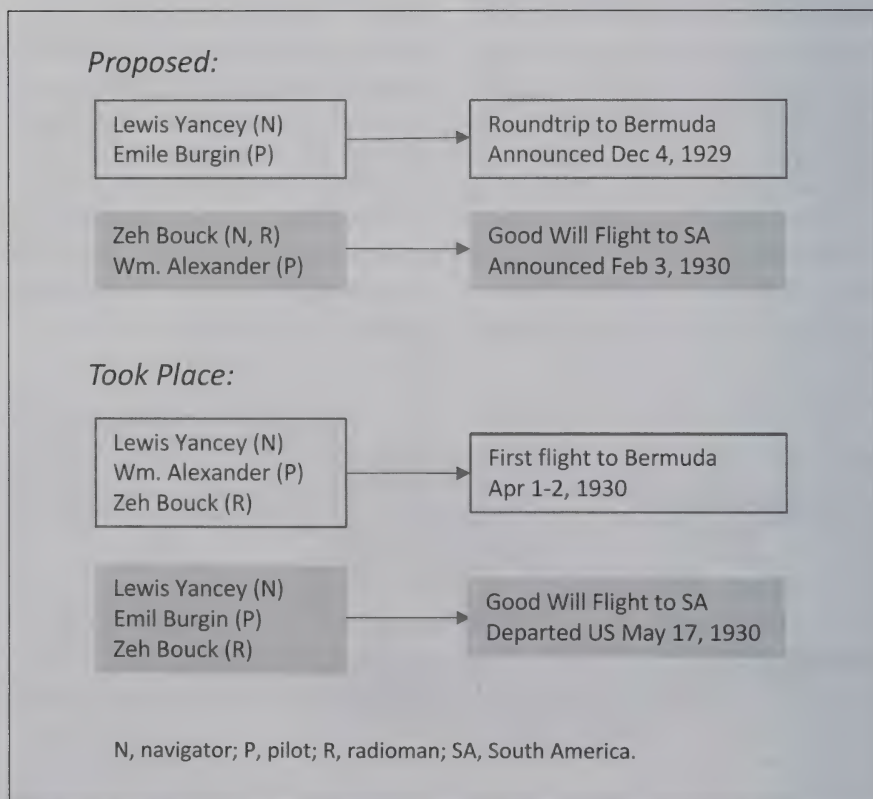 Proposed:
Lewis Yancey (N)
Emile Burgin (P)
Roundtrip to Bermuda
Announced Dec 4, 1929
Zeh Bouck (N, R)
Wm. Alexander (P)
Good Will Flight to SA
Announced Feb 3, 1930
Took Place:
Lewis Yancey (N)
Wm. Alexander (P)
Zeh Bouck (R)
First flight to Bermuda
Apr 1-2, 1930
Lewis Yancey (N)
Emil Burgin (P)
Zeh Bouck (R)
Good Will Flight to SA
Departed US May 17, 1930
N, navigator; P, pilot; R, radioman; SA, South America.